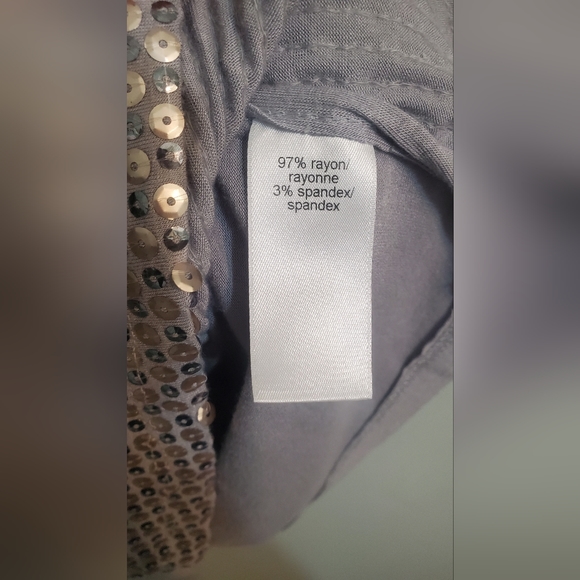 97% rayon/
rayonne
3% spandex/
spandex